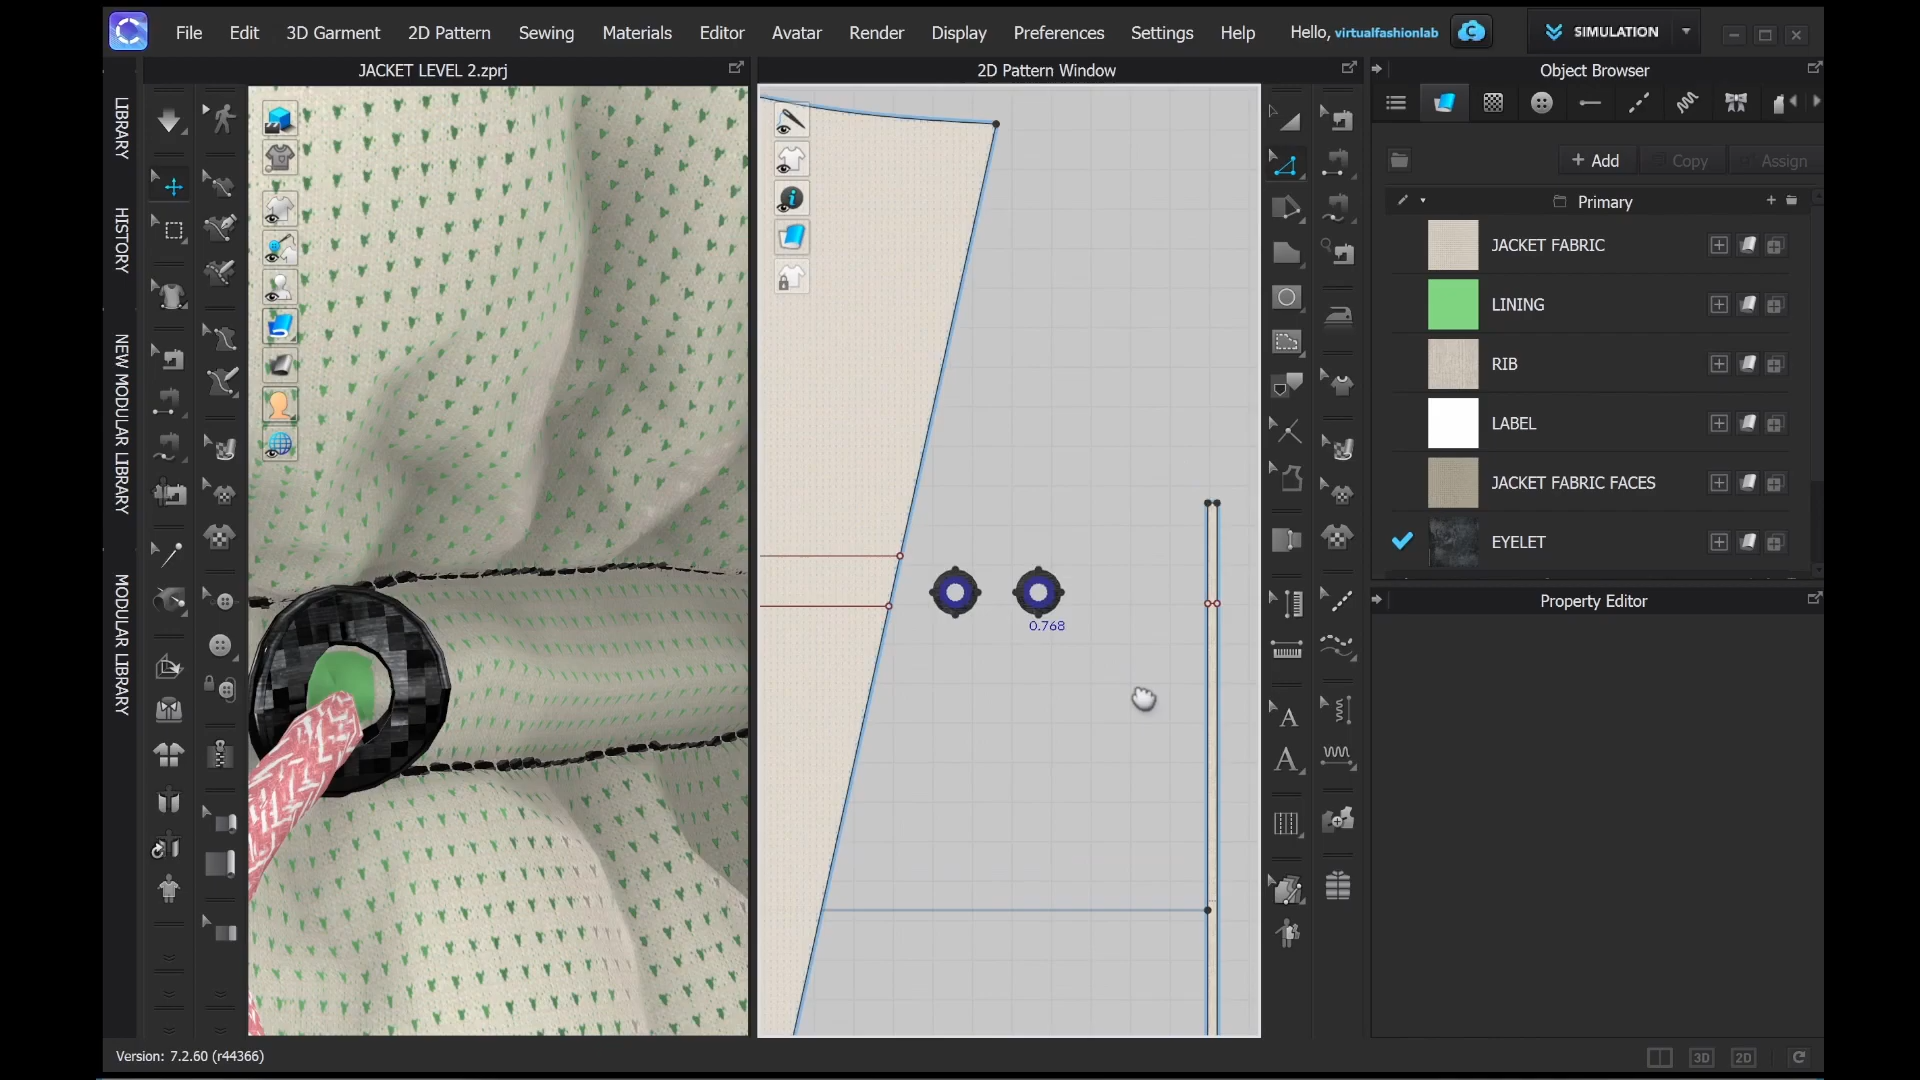 File Edit 3D Garment 2D Pattern Sewing Materials Editor Avatar Render Display Preferences Settings Help Hello, virtualfashionlab SIMULATION
JACKET LEVEL 2.zprj
2D Pattern Window
Object Browser
LIBRARY
HISTORY
NEW MODULAR LIBRARY
MODULAR LIBRARY
+ Add Copy Assign
Primary
JACKET FABRIC
LINING
RIB
LABEL
JACKET FABRIC FACES
EYELET
Property Editor
0.768
A
A
Version: 7.2.60 (r44366)
3D 2D